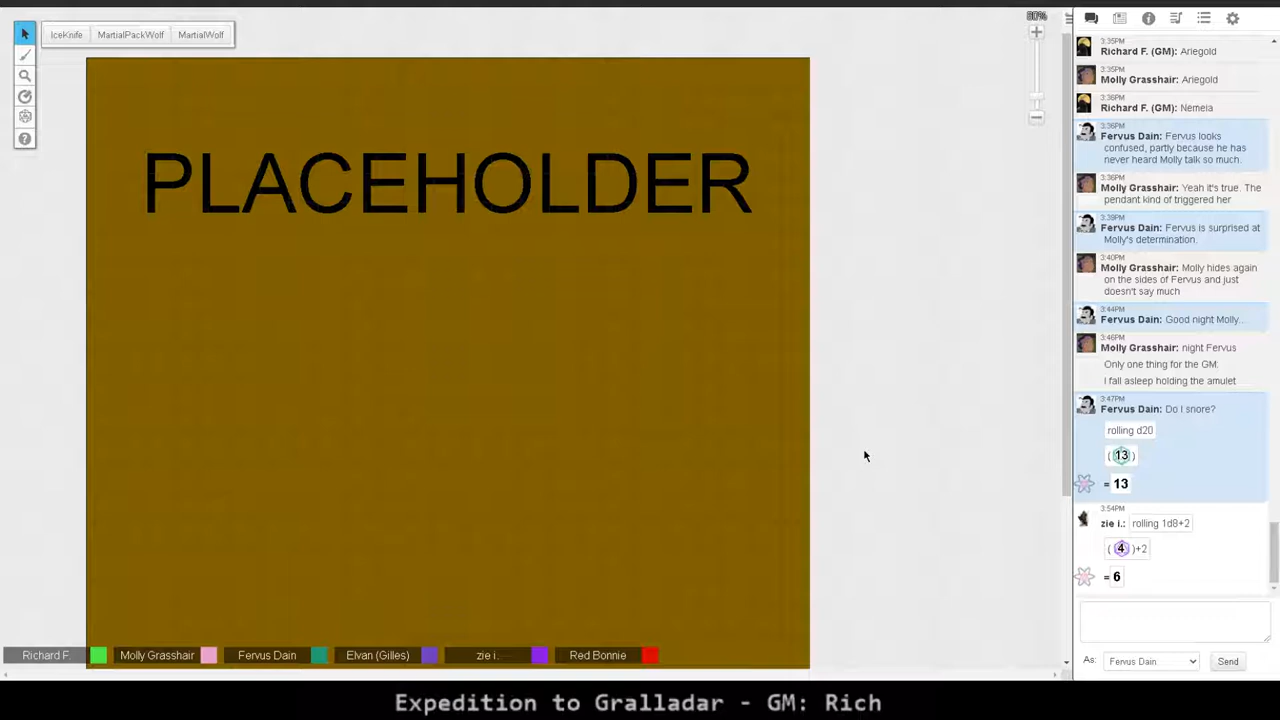 80%
IceKnife MartialPackWolf MartialWolf
PLACEHOLDER
3:35PM
Richard F. (GM): Ariegold
3:35PM
Molly Grasshair: Ariegold
3:36PM
Richard F. (GM): Nemeia
3:36PM
Fervus Dain: Fervus looks
confused, partly because he has
never heard Molly talk so much.
3:36PM
Molly Grasshair: Yeah it's true. The
pendant kind of triggered her
3:39PM
Fervus Dain: Fervus is surprised at
Molly's determination.
3:40PM
Molly Grasshair: Molly hides again
on the sides of Fervus and just
doesn't say much
3:44PM
Fervus Dain: Good night Molly...
3:46PM
Molly Grasshair: night Fervus
Only one thing for the GM:
I fall asleep holding the amulet
3:47PM
Fervus Dain: Do I snore?
rolling d20
(13)
= 13
3:54PM
zie i.: rolling 1d8+2
(4)+2
= 6
As: Fervus Dain Send
Richard F. Molly Grasshair Fervus Dain Elvan (Gilles) zie i. Red Bonnie
Expedition to Gralladar - GM: Rich